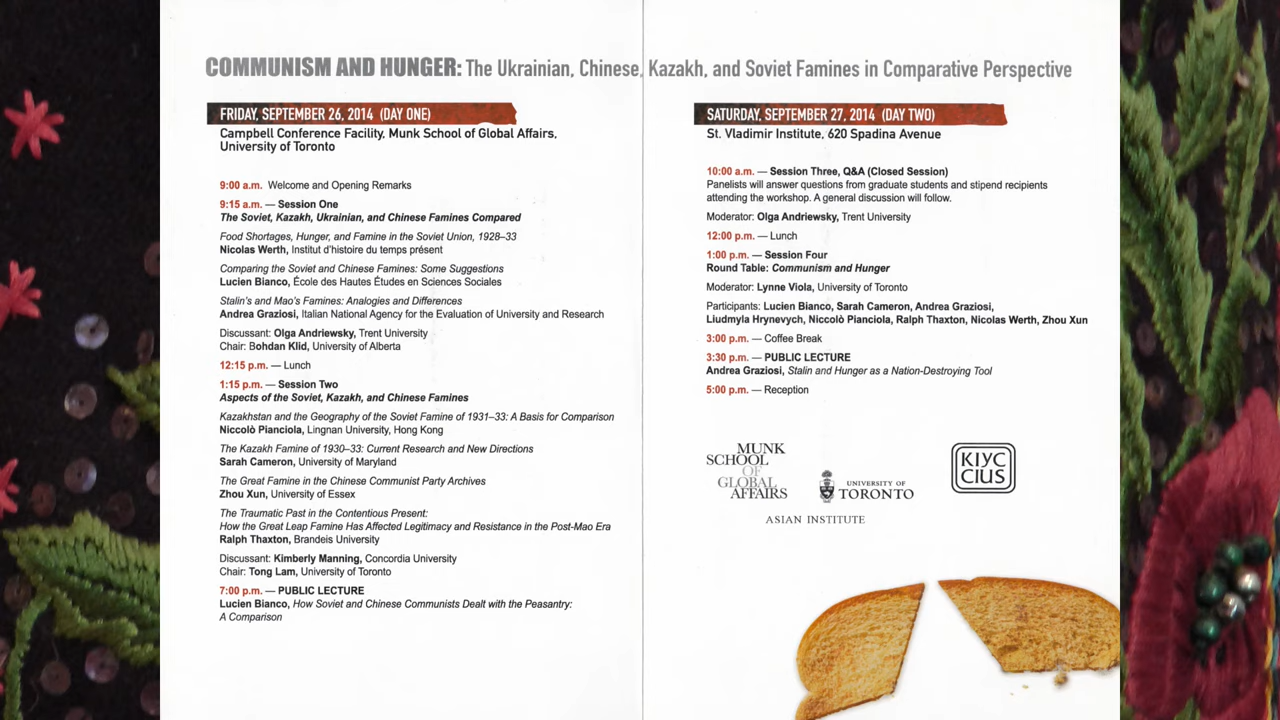 COMMUNISM AND HUNGER: The Ukrainian, Chinese, Kazakh, and Soviet Famines in Comparative Perspective
FRIDAY, SEPTEMBER 26, 2014 (DAY ONE)
Campbell Conference Facility, Munk School of Global Affairs,
University of Toronto
9:00 a.m. Welcome and Opening Remarks
9:15 a.m. — Session One
The Soviet, Kazakh, Ukrainian, and Chinese Famines Compared
Food Shortages, Hunger, and Famine in the Soviet Union, 1928–33
Nicolas Werth, Institut d'histoire du temps présent
Comparing the Soviet and Chinese Famines: Some Suggestions
Lucien Bianco, École des Hautes Études en Sciences Sociales
Stalin's and Mao's Famines: Analogies and Differences
Andrea Graziosi, Italian National Agency for the Evaluation of University and Research
Discussant: Olga Andriewsky, Trent University
Chair: Bohdan Klid, University of Alberta
12:15 p.m. — Lunch
1:15 p.m. — Session Two
Aspects of the Soviet, Kazakh, and Chinese Famines
Kazakhstan and the Geography of the Soviet Famine of 1931–33: A Basis for Comparison
Niccolò Pianciola, Lingnan University, Hong Kong
The Kazakh Famine of 1930–33: Current Research and New Directions
Sarah Cameron, University of Maryland
The Great Famine in the Chinese Communist Party Archives
Zhou Xun, University of Essex
The Traumatic Past in the Contentious Present:
How the Great Leap Famine Has Affected Legitimacy and Resistance in the Post-Mao Era
Ralph Thaxton, Brandeis University
Discussant: Kimberly Manning, Concordia University
Chair: Tong Lam, University of Toronto
7:00 p.m. — PUBLIC LECTURE
Lucien Bianco, How Soviet and Chinese Communists Dealt with the Peasantry:
A Comparison
SATURDAY, SEPTEMBER 27, 2014 (DAY TWO)
St. Vladimir Institute, 620 Spadina Avenue
10:00 a.m. — Session Three, Q&A (Closed Session)
Panelists will answer questions from graduate students and stipend recipients
attending the workshop. A general discussion will follow.
Moderator: Olga Andriewsky, Trent University
12:00 p.m. — Lunch
1:00 p.m. — Session Four
Round Table: Communism and Hunger
Moderator: Lynne Viola, University of Toronto
Participants: Lucien Bianco, Sarah Cameron, Andrea Graziosi,
Liudmyla Hrynevych, Niccolò Pianciola, Ralph Thaxton, Nicolas Werth, Zhou Xun
3:00 p.m. — Coffee Break
3:30 p.m. — PUBLIC LECTURE
Andrea Graziosi, Stalin and Hunger as a Nation-Destroying Tool
5:00 p.m. — Reception
MUNK
SCHOOL
OF
GLOBAL
AFFAIRS
UNIVERSITY OF
TORONTO
ASIAN INSTITUTE
КІУС
CIUS